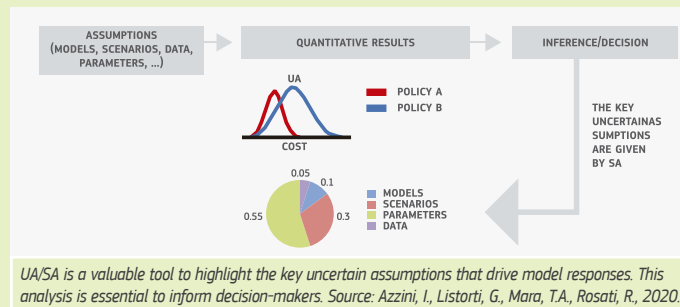 ASSUMPTIONS
(MODELS, SCENARIOS, DATA,
PARAMETERS, ...)
QUANTITATIVE RESULTS
INFERENCE/DECISION
UA
POLICY A
POLICY B
COST
THE KEY
UNCERTAINAS
SUMPTIONS
ARE GIVEN
BY SA
0.05
0.1
0.55
0.3
MODELS
SCENARIOS
PARAMETERS
DATA
UA/SA is a valuable tool to highlight the key uncertain assumptions that drive model responses. This
analysis is essential to inform decision-makers. Source: Azzini, I., Listorti, G., Mara, T.A., Rosati, R., 2020.